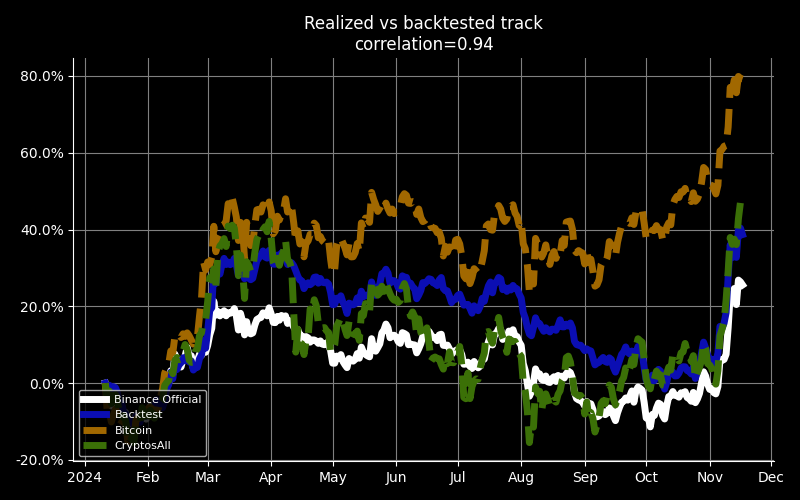 Realized vs backtested track
correlation=0.94
80.0%
60.0%
40.0%
20.0%
0.0%
-20.0%
Binance Official
Backtest
Bitcoin
CryptosAll
2024 Feb Mar Apr May Jun Jul Aug Sep Oct Nov Dec